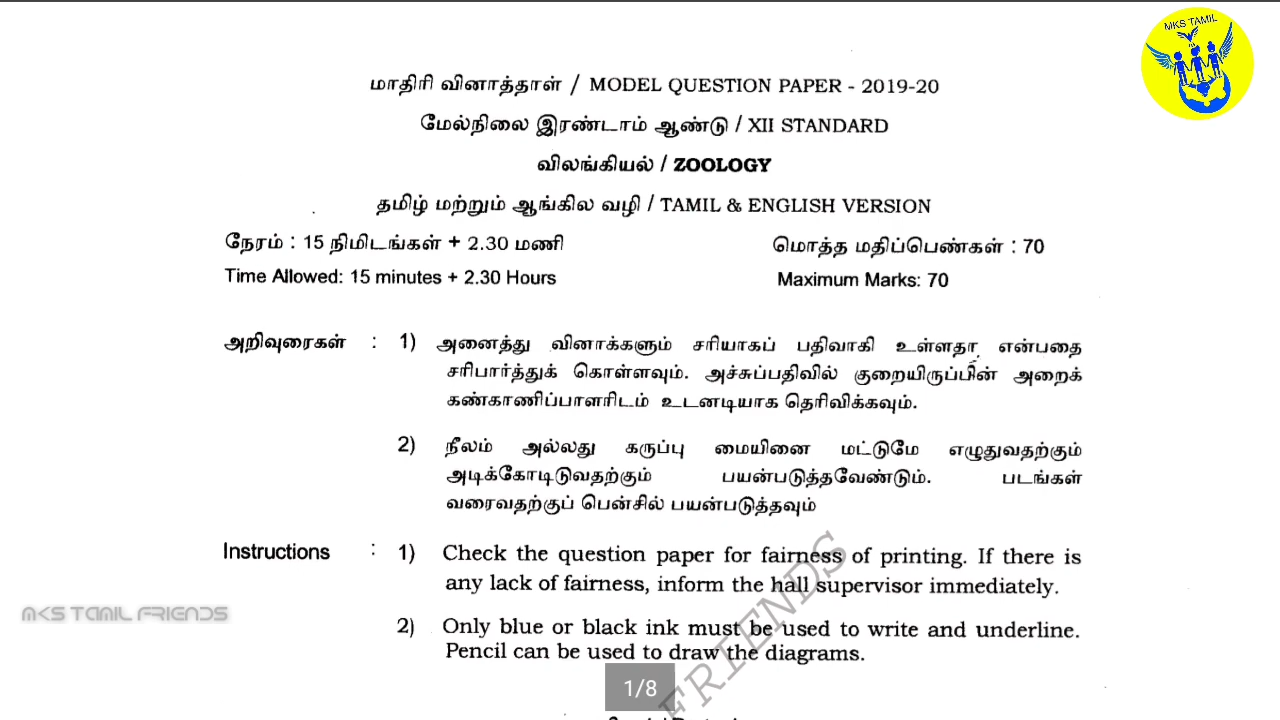 MKS TAMIL
மாதிரி வினாத்தாள் / MODEL QUESTION PAPER - 2019-20
மேல்நிலை இரண்டாம் ஆண்டு / XII STANDARD
விலங்கியல் / ZOOLOGY
தமிழ் மற்றும் ஆங்கில வழி / TAMIL & ENGLISH VERSION
நேரம் : 15 நிமிடங்கள் + 2.30 மணி மொத்த மதிப்பெண்கள் : 70
Time Allowed: 15 minutes + 2.30 Hours Maximum Marks: 70
அறிவுரைகள் : 1) அனைத்து வினாக்களும் சரியாகப் பதிவாகி உள்ளதா என்பதை
சரிபார்த்துக் கொள்ளவும். அச்சுப்பதிவில் குறையிருப்பின் அறைக்
கண்காணிப்பாளரிடம் உடனடியாக தெரிவிக்கவும்.
2) நீலம் அல்லது கருப்பு மையினை மட்டுமே எழுதுவதற்கும்
அடிக்கோடிடுவதற்கும் பயன்படுத்தவேண்டும். படங்கள்
வரைவதற்குப் பென்சில் பயன்படுத்தவும்
Instructions : 1) Check the question paper for fairness of printing. If there is
any lack of fairness, inform the hall supervisor immediately.
MKS TAMIL FRIENDS
2) Only blue or black ink must be used to write and underline.
Pencil can be used to draw the diagrams.
FRIENDS
1/8